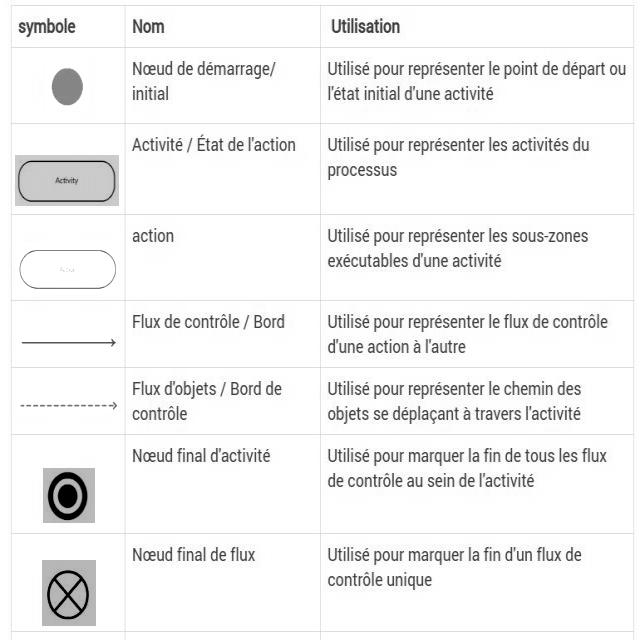 symbole Nom Utilisation
Nœud de démarrage/
initial
Utilisé pour représenter le point de départ ou
l'état initial d'une activité
Activity
Activité / État de l'action
Utilisé pour représenter les activités du
processus
action
Utilisé pour représenter les sous-zones
exécutables d'une activité
Flux de contrôle / Bord
Utilisé pour représenter le flux de contrôle
d'une action à l'autre
Flux d'objets / Bord de
contrôle
Utilisé pour représenter le chemin des
objets se déplaçant à travers l'activité
Nœud final d'activité
Utilisé pour marquer la fin de tous les flux
de contrôle au sein de l'activité
Nœud final de flux
Utilisé pour marquer la fin d'un flux de
contrôle unique